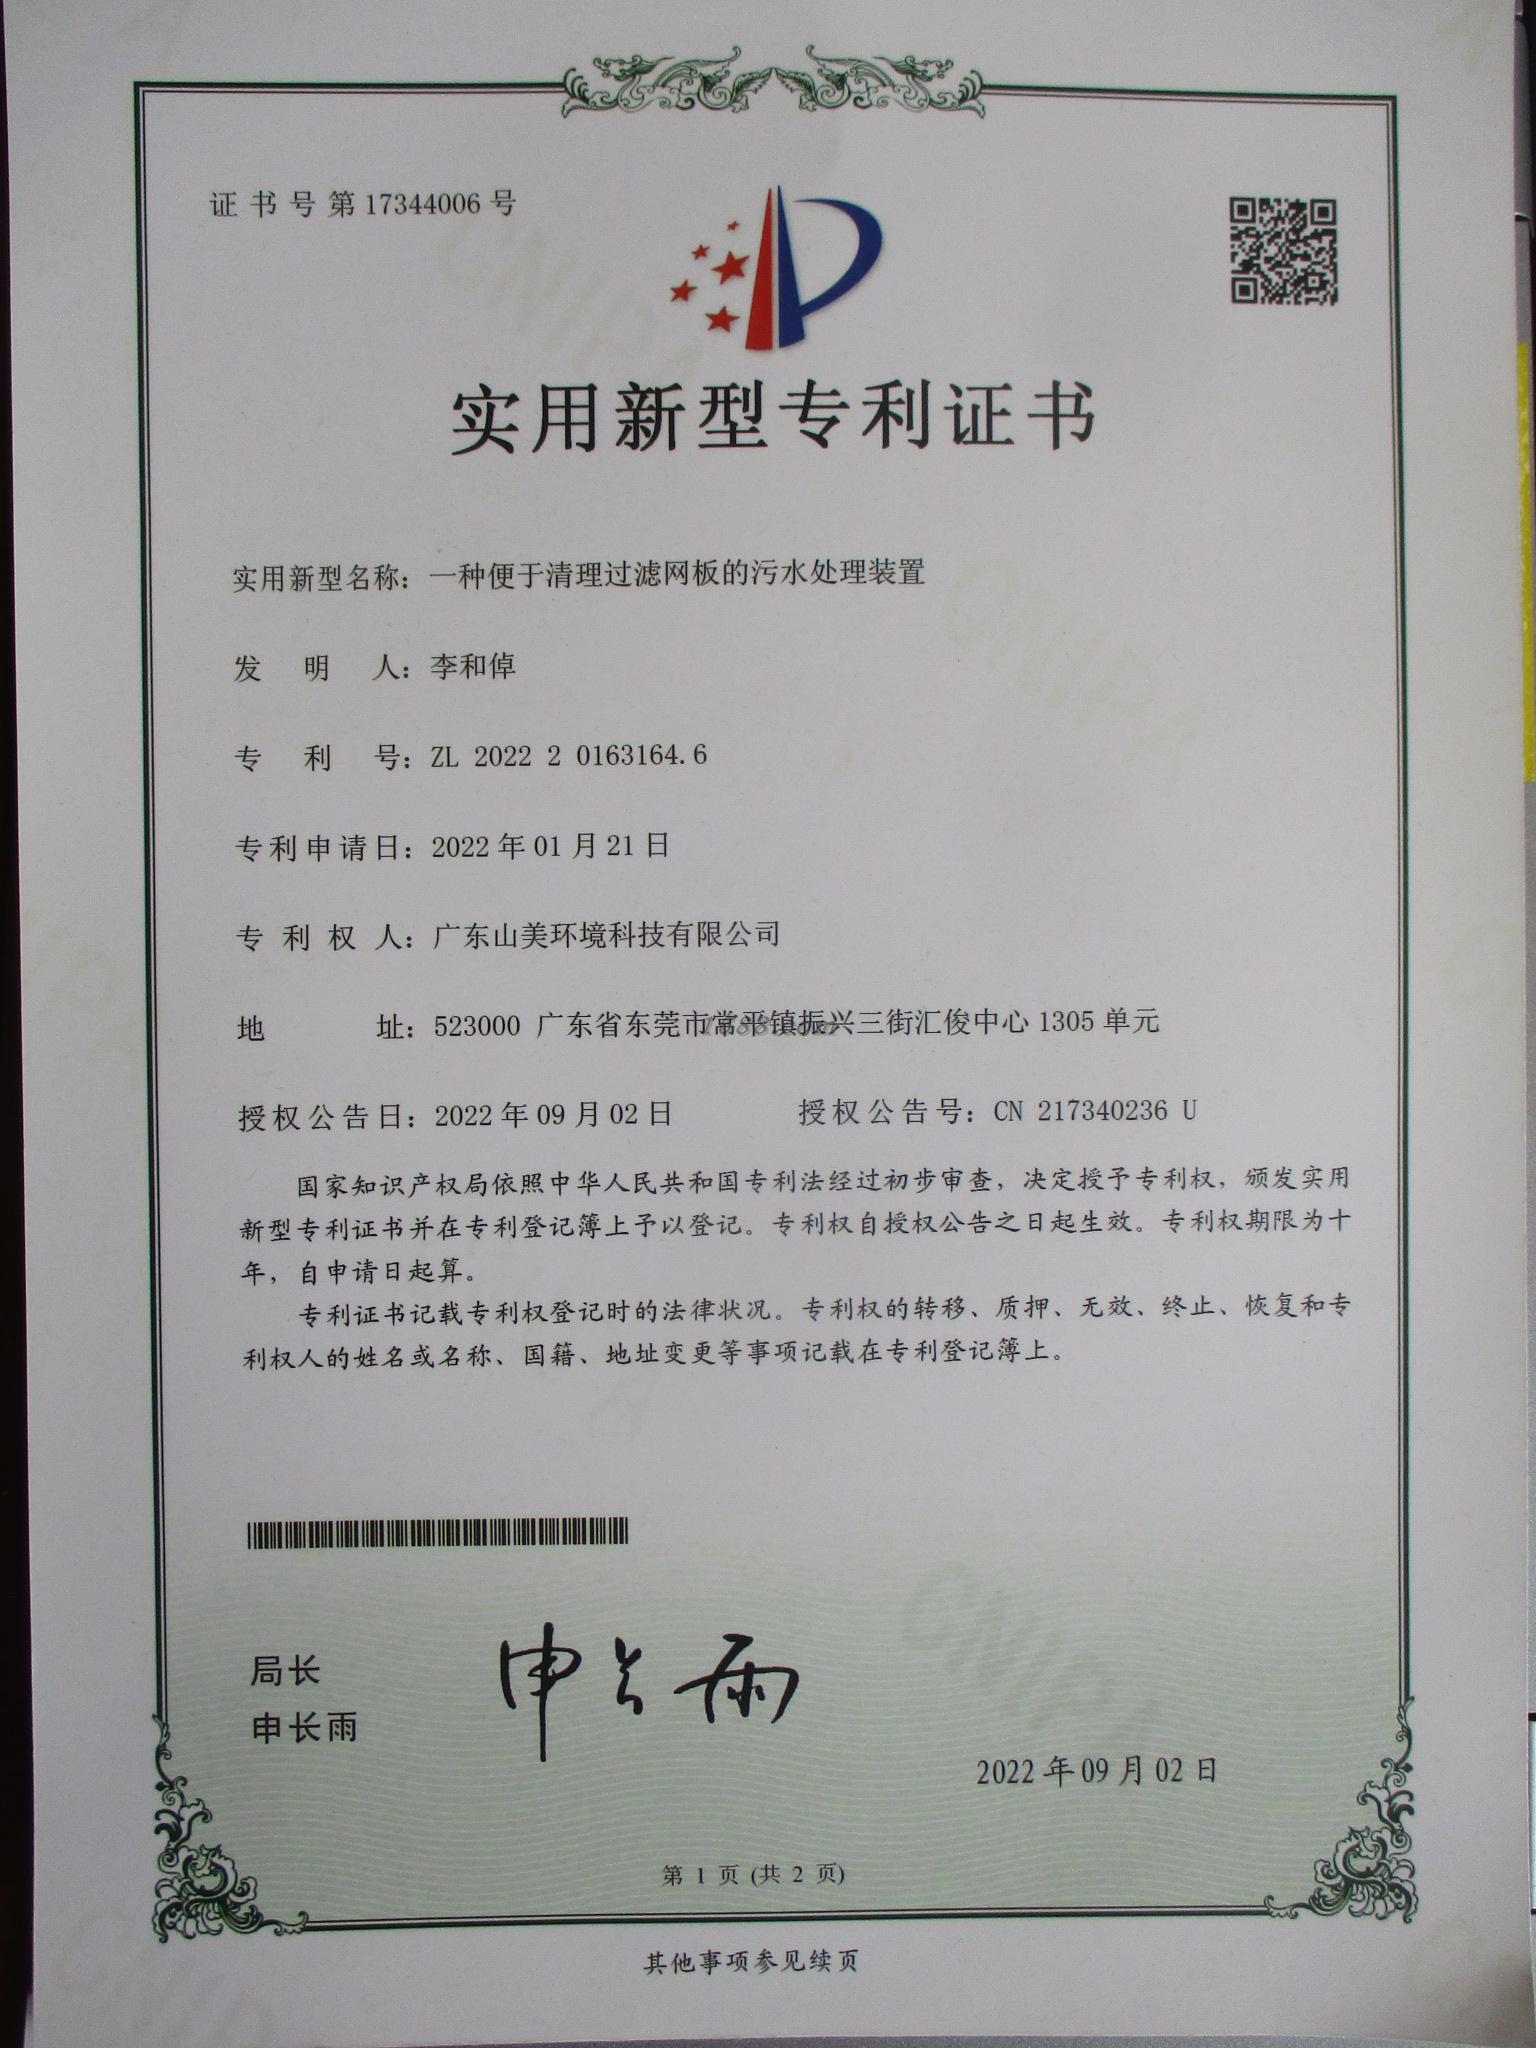 证书号第17344006号
实用新型专利证书
实用新型名称：一种便于清理过滤网板的污水处理装置
发明人：李和倬
专利号：ZL 2022 2 0163164.6
专利申请日：2022年01月21日
专利权人：广东山美环境科技有限公司
地址：523000 广东省东莞市常平镇振兴三街汇俊中心1305单元
授权公告日：2022年09月02日 授权公告号：CN 217340236 U
国家知识产权局依照中华人民共和国专利法经过初步审查，决定授予专利权，颁发实用
新型专利证书并在专利登记簿上予以登记。专利权自授权公告之日起生效。专利权期限为十
年，自申请日起算。
专利证书记载专利权登记时的法律状况。专利权的转移、质押、无效、终止、恢复和专
利权人的姓名或名称、国籍、地址变更等事项记载在专利登记簿上。
局长
申长雨
申长雨
2022年09月02日
第 1 页 (共 2 页)
其他事项参见续页